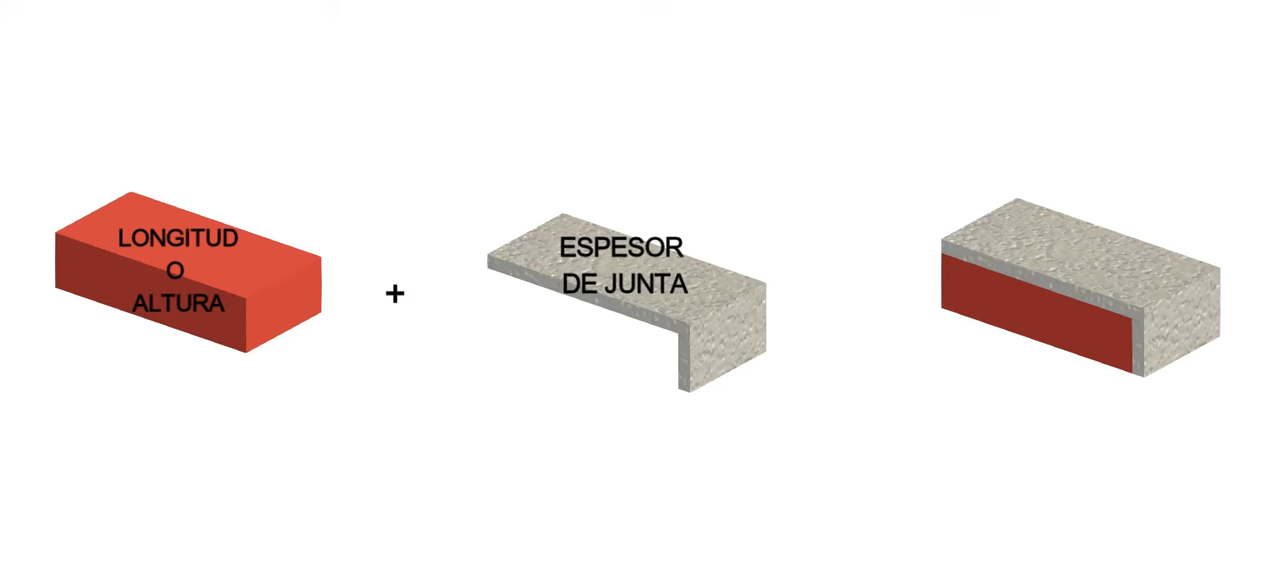 LONGITUD
O
ALTURA
+
ESPESOR
DE JUNTA